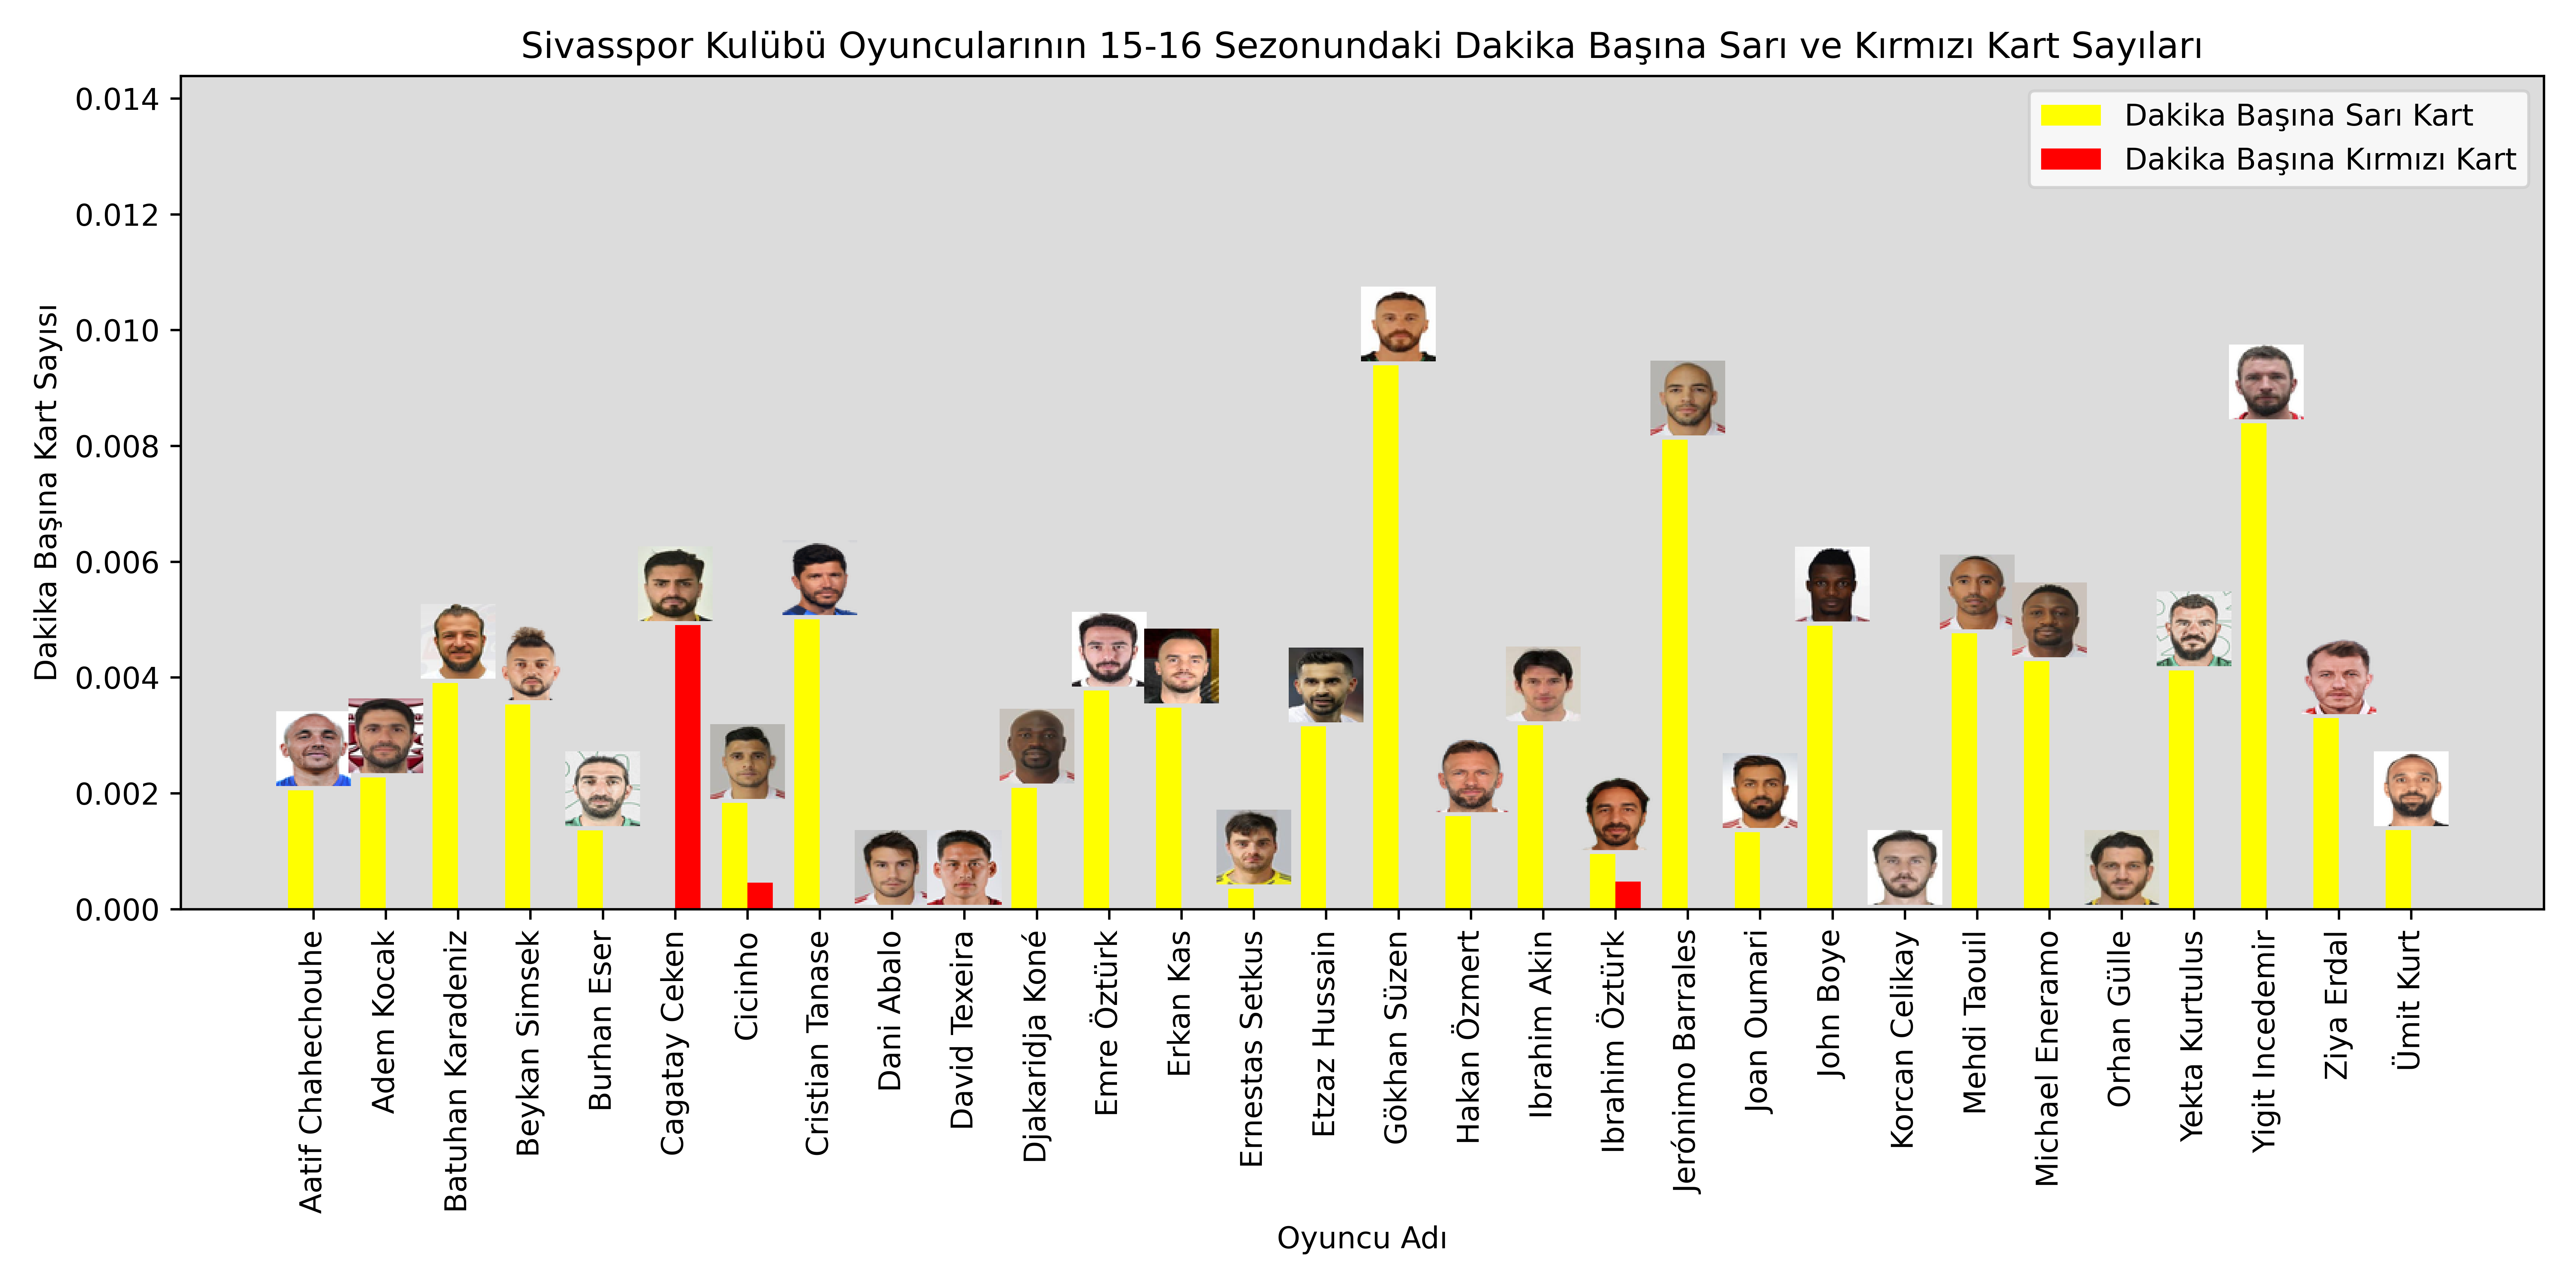 Sivasspor Kulübü Oyuncularının 15-16 Sezonundaki Dakika Başına Sarı ve Kırmızı Kart Sayıları
Dakika Başına Sarı Kart
Dakika Başına Kırmızı Kart
Dakika Başına Kart Sayısı
0.014
0.012
0.010
0.008
0.006
0.004
0.002
0.000
Aatif Chahechouhe
Adem Kocak
Batuhan Karadeniz
Beykan Simsek
Burhan Eser
Cagatay Ceken
Cicinho
Cristian Tanase
Dani Abalo
David Texeira
Djakaridja Koné
Emre Öztürk
Erkan Kas
Ernestas Setkus
Etzaz Hussain
Gökhan Süzen
Hakan Özmert
Ibrahim Akin
Ibrahim Öztürk
Jerónimo Barrales
Joan Oumari
John Boye
Korcan Celikay
Mehdi Taouil
Michael Eneramo
Orhan Gülle
Yekta Kurtulus
Yigit Incedemir
Ziya Erdal
Ümit Kurt
Oyuncu Adı